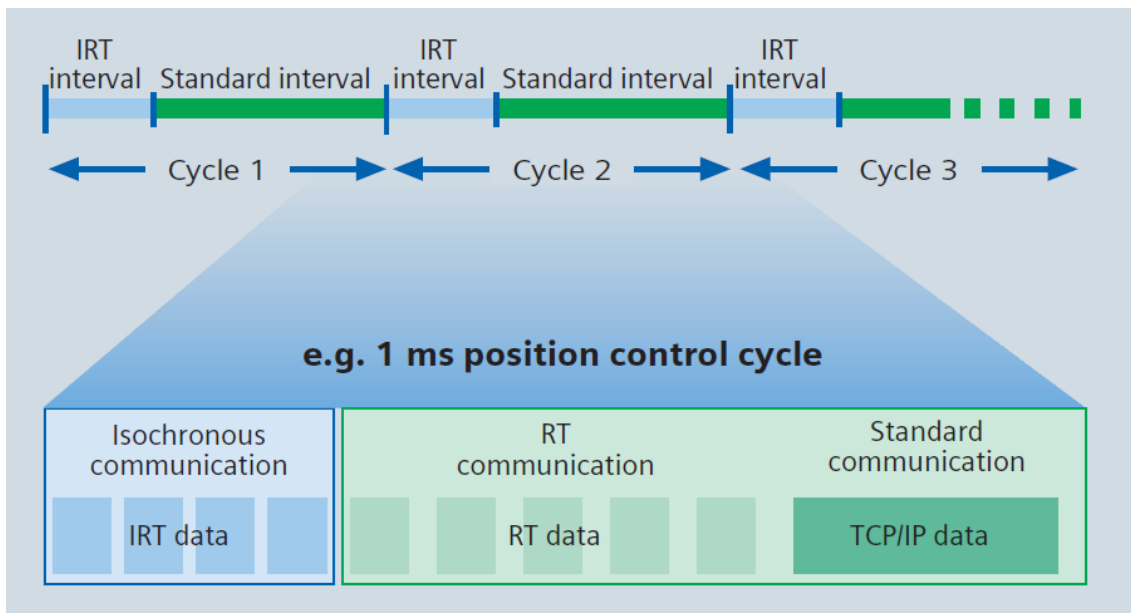 IRT
interval
Standard interval
IRT
interval
Standard interval
IRT
interval
Cycle 1
Cycle 2
Cycle 3
e.g. 1 ms position control cycle
Isochronous
communication
RT
communication
Standard
communication
IRT data
RT data
TCP/IP data